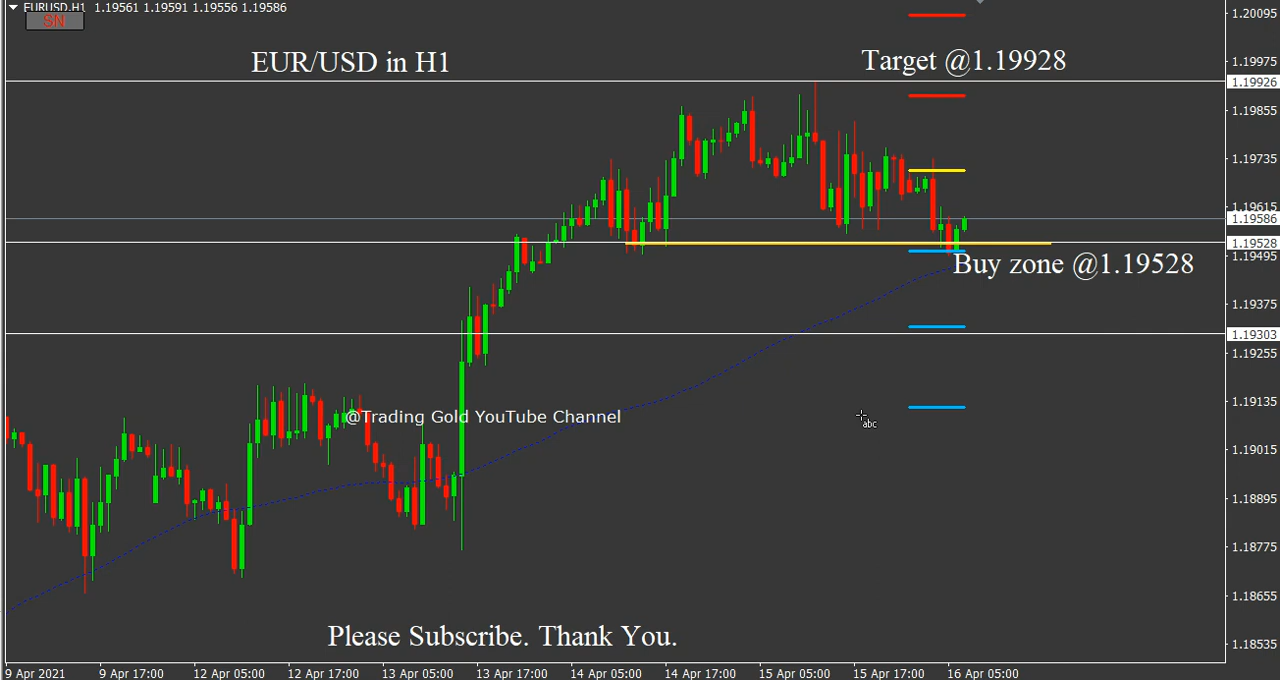 EURUSD,H1 1.19561 1.19591 1.19556 1.19586
SN
EUR/USD in H1
Target @1.19928
1.20095
1.19975
1.19926
1.19855
1.19735
1.19615
1.19586
1.19528
1.19495
Buy zone @1.19528
1.19375
1.19303
1.19255
1.19135
@Trading Gold YouTube Channel
abc
1.19015
1.18895
1.18775
1.18655
Please Subscribe. Thank You.
1.18535
9 Apr 2021 9 Apr 17:00 12 Apr 05:00 12 Apr 17:00 13 Apr 05:00 13 Apr 17:00 14 Apr 05:00 14 Apr 17:00 15 Apr 05:00 15 Apr 17:00 16 Apr 05:00